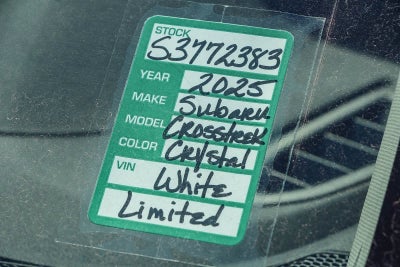 STOCK
S3772383
YEAR 2025
MAKE Subaru
MODEL Crosstrek
COLOR Crystal
VIN White
Limited